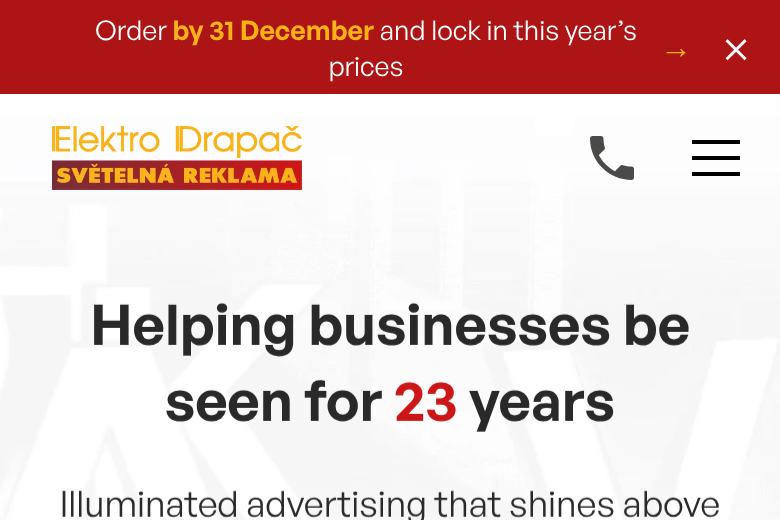 Order by 31 December and lock in this year’s
prices
→
Elektro Drapač
SVĚTELNÁ REKLAMA
Helping businesses be
seen for 23 years
Illuminated advertising that shines above